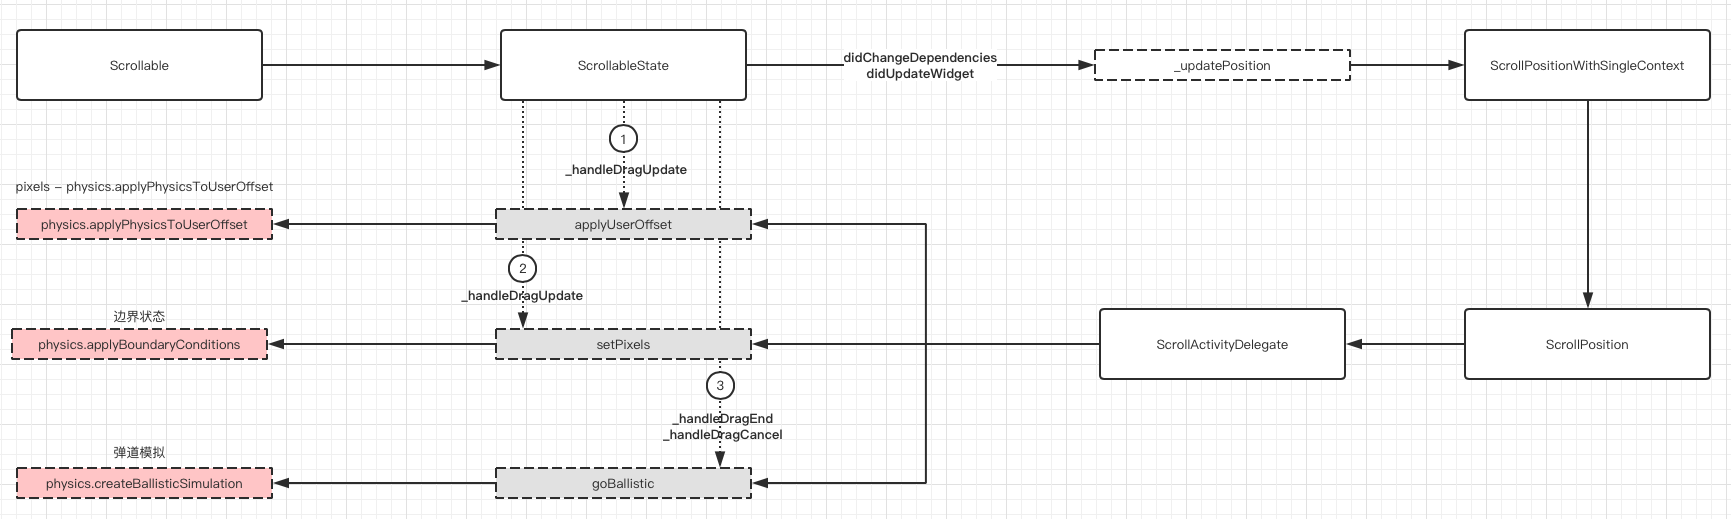 Scrollable
ScrollableState
didChangeDependencies
didUpdateWidget
_updatePosition
ScrollPositionWithSingleContext
1
_handleDragUpdate
pixels - physics.applyPhysicsToUserOffset
physics.applyPhysicsToUserOffset
applyUserOffset
2
_handleDragUpdate
边界状态
physics.applyBoundaryConditions
setPixels
ScrollActivityDelegate
ScrollPosition
3
_handleDragEnd
_handleDragCancel
弹道模拟
physics.createBallisticSimulation
goBallistic